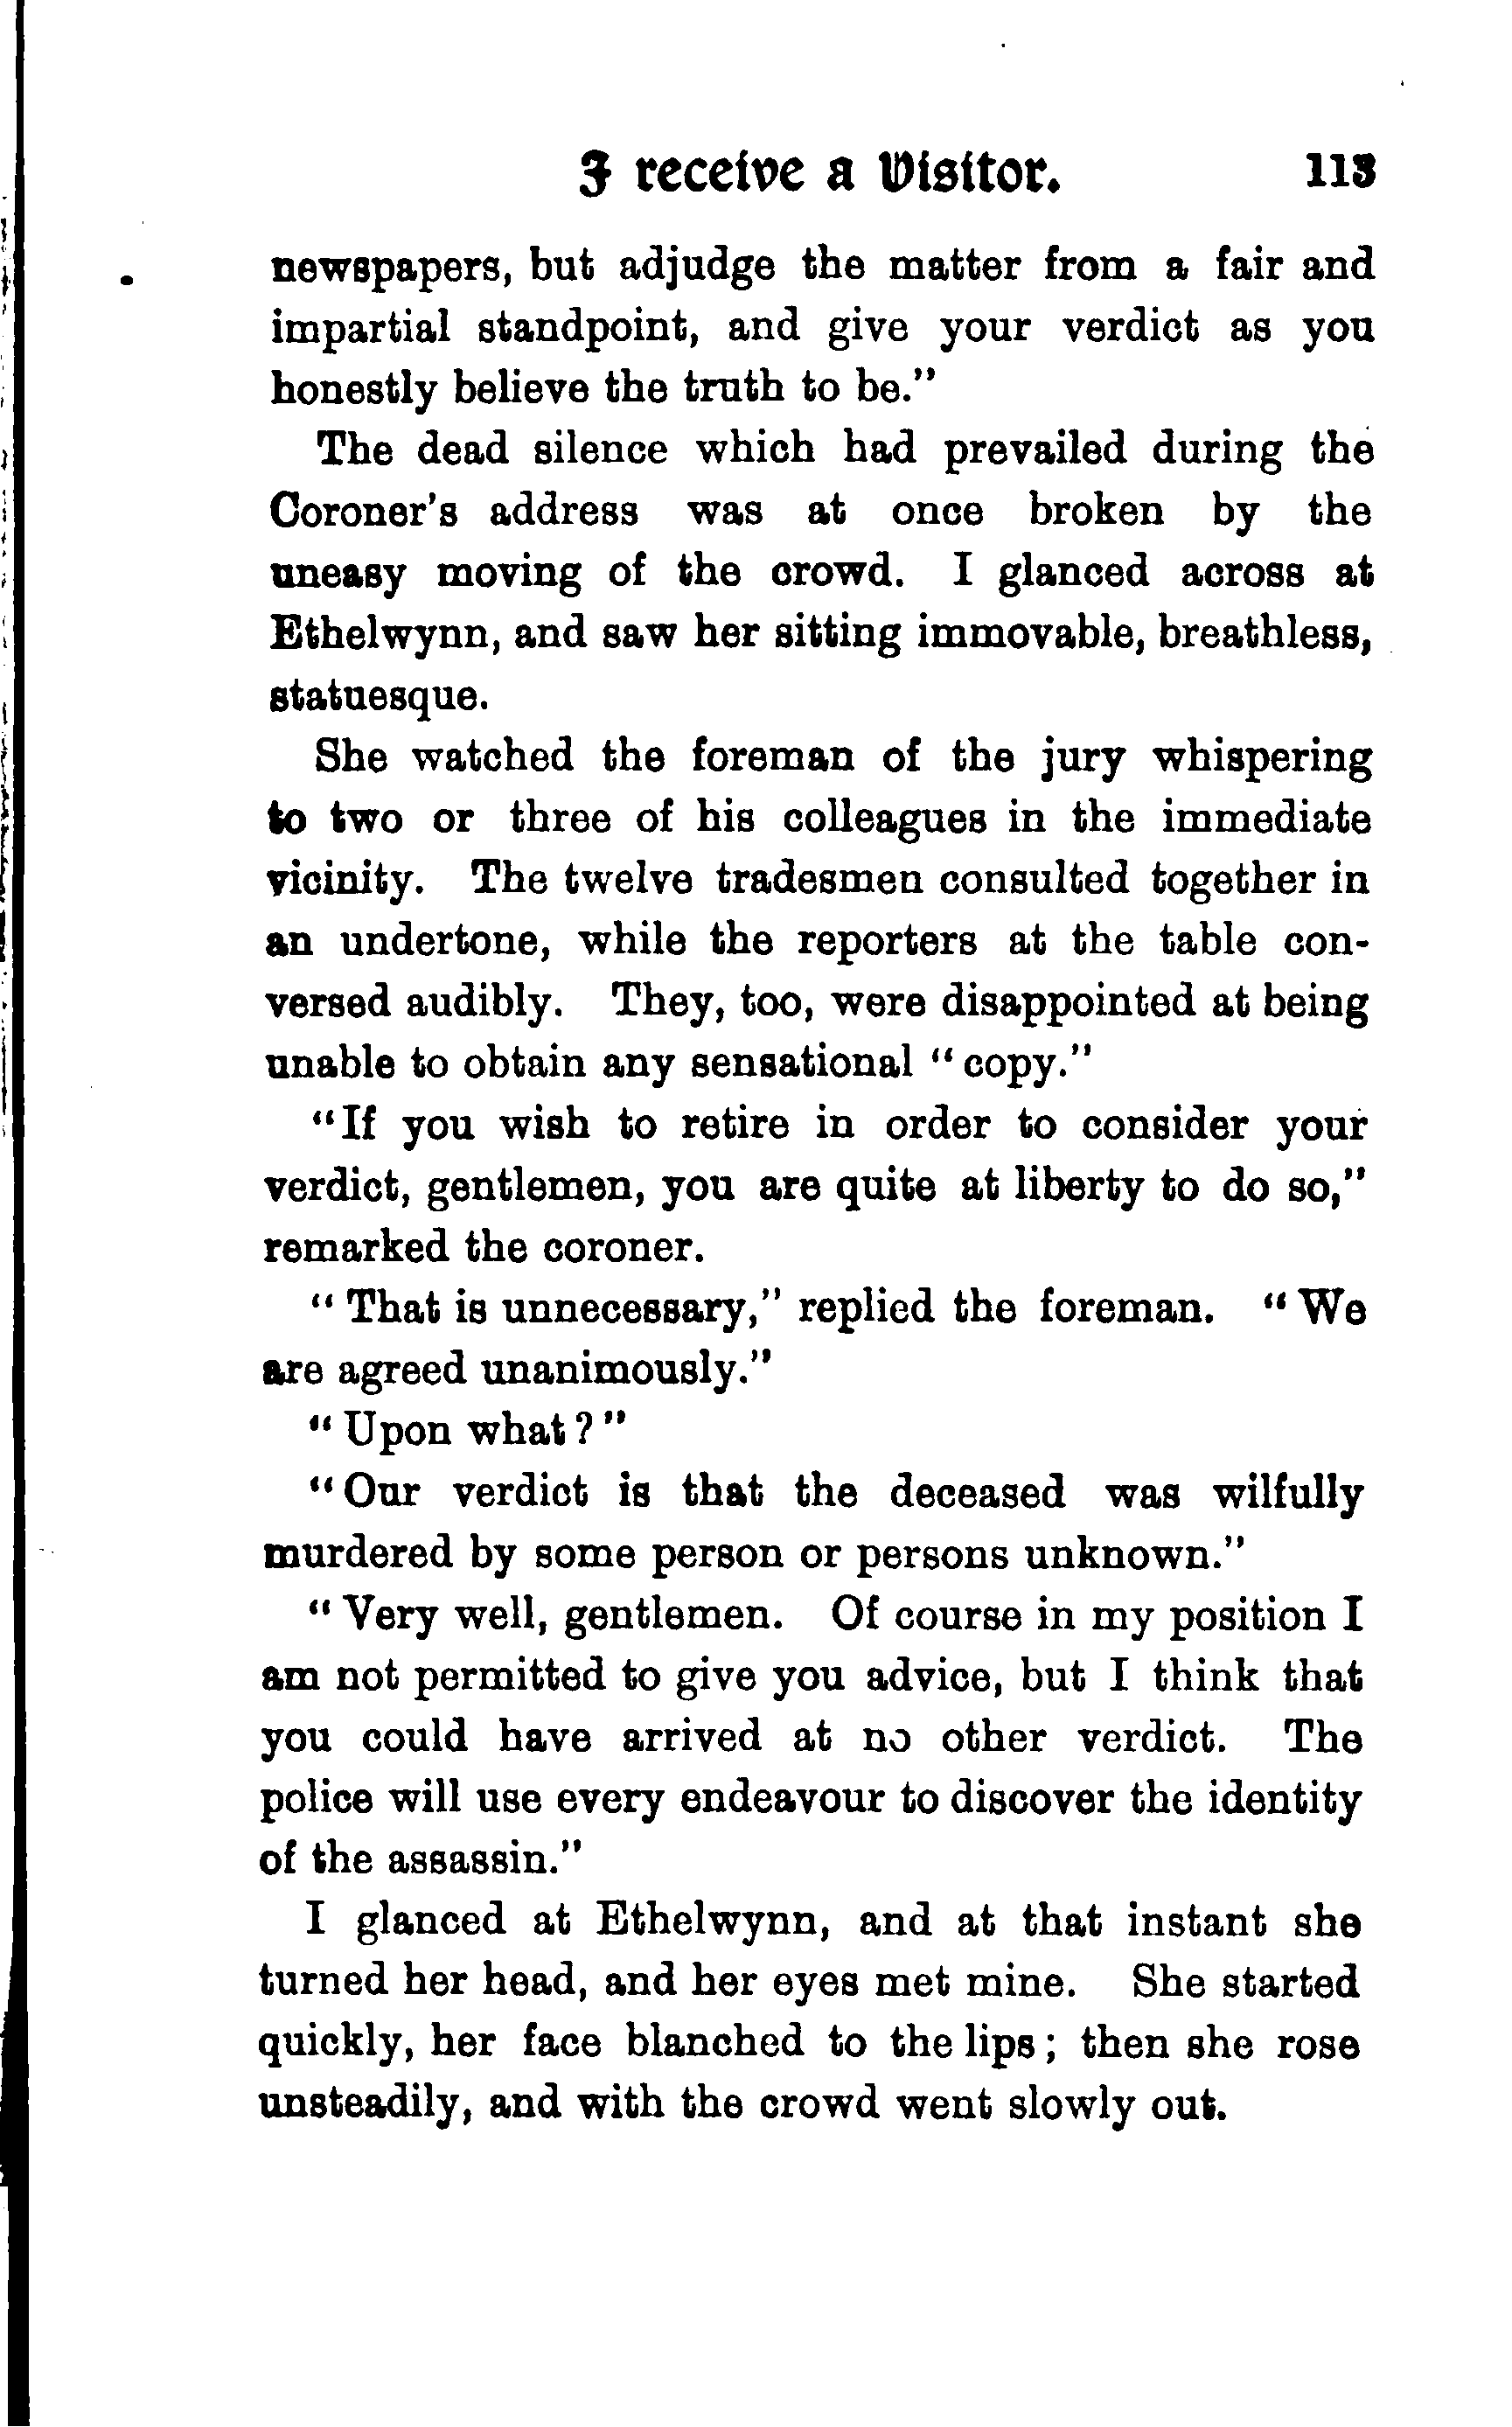 I receive a Visitor. 113
newspapers, but adjudge the matter from a fair and
impartial standpoint, and give your verdict as you
honestly believe the truth to be."
The dead silence which had prevailed during the
Coroner's address was at once broken by the
uneasy moving of the crowd. I glanced across at
Ethelwynn, and saw her sitting immovable, breathless,
statuesque.
She watched the foreman of the jury whispering
to two or three of his colleagues in the immediate
vicinity. The twelve tradesmen consulted together in
an undertone, while the reporters at the table con-
versed audibly. They, too, were disappointed at being
unable to obtain any sensational "copy."
"If you wish to retire in order to consider your
verdict, gentlemen, you are quite at liberty to do so,"
remarked the coroner.
"That is unnecessary," replied the foreman. "We
are agreed unanimously."
"Upon what?"
"Our verdict is that the deceased was wilfully
murdered by some person or persons unknown."
"Very well, gentlemen. Of course in my position I
am not permitted to give you advice, but I think that
you could have arrived at no other verdict. The
police will use every endeavour to discover the identity
of the assassin."
I glanced at Ethelwynn, and at that instant she
turned her head, and her eyes met mine. She started
quickly, her face blanched to the lips; then she rose
unsteadily, and with the crowd went slowly out.